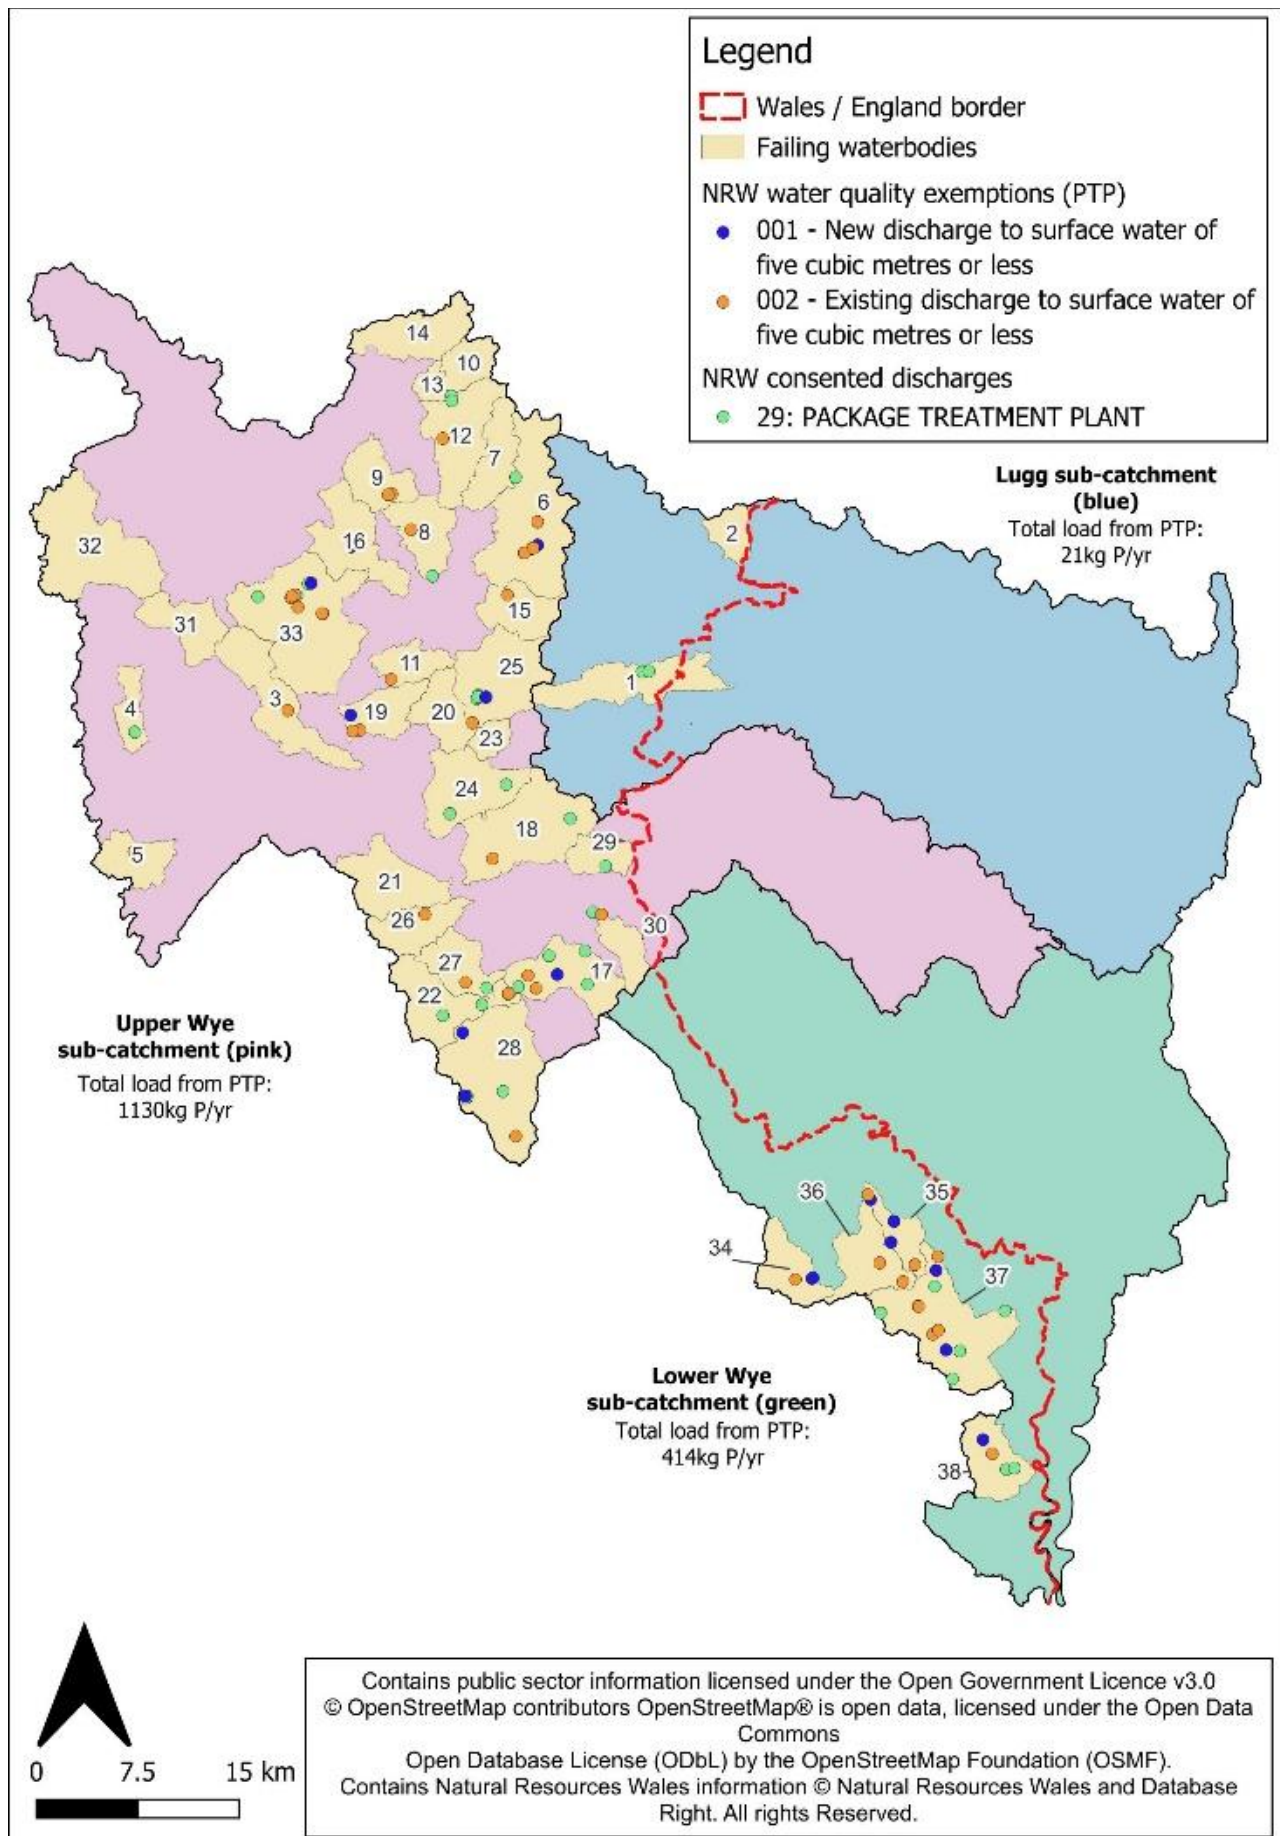 Legend
Wales / England border
Failing waterbodies
NRW water quality exemptions (PTP)
001 - New discharge to surface water of
five cubic metres or less
002 - Existing discharge to surface water of
five cubic metres or less
NRW consented discharges
29: PACKAGE TREATMENT PLANT
Lugg sub-catchment
(blue)
Total load from PTP:
21kg P/yr
14
10
13
12
7
9
6
8
16
2
32
15
31
33
11
25
1
3
4
19
20
23
24
18
29
5
21
26
30
27
17
22
28
Upper Wye
sub-catchment (pink)
Total load from PTP:
1130kg P/yr
36
35
34
37
Lower Wye
sub-catchment (green)
Total load from PTP:
414kg P/yr
38
0 7.5 15 km
Contains public sector information licensed under the Open Government Licence v3.0
© OpenStreetMap contributors OpenStreetMap® is open data, licensed under the Open Data
Commons
Open Database License (ODbL) by the OpenStreetMap Foundation (OSMF).
Contains Natural Resources Wales information © Natural Resources Wales and Database
Right. All rights Reserved.